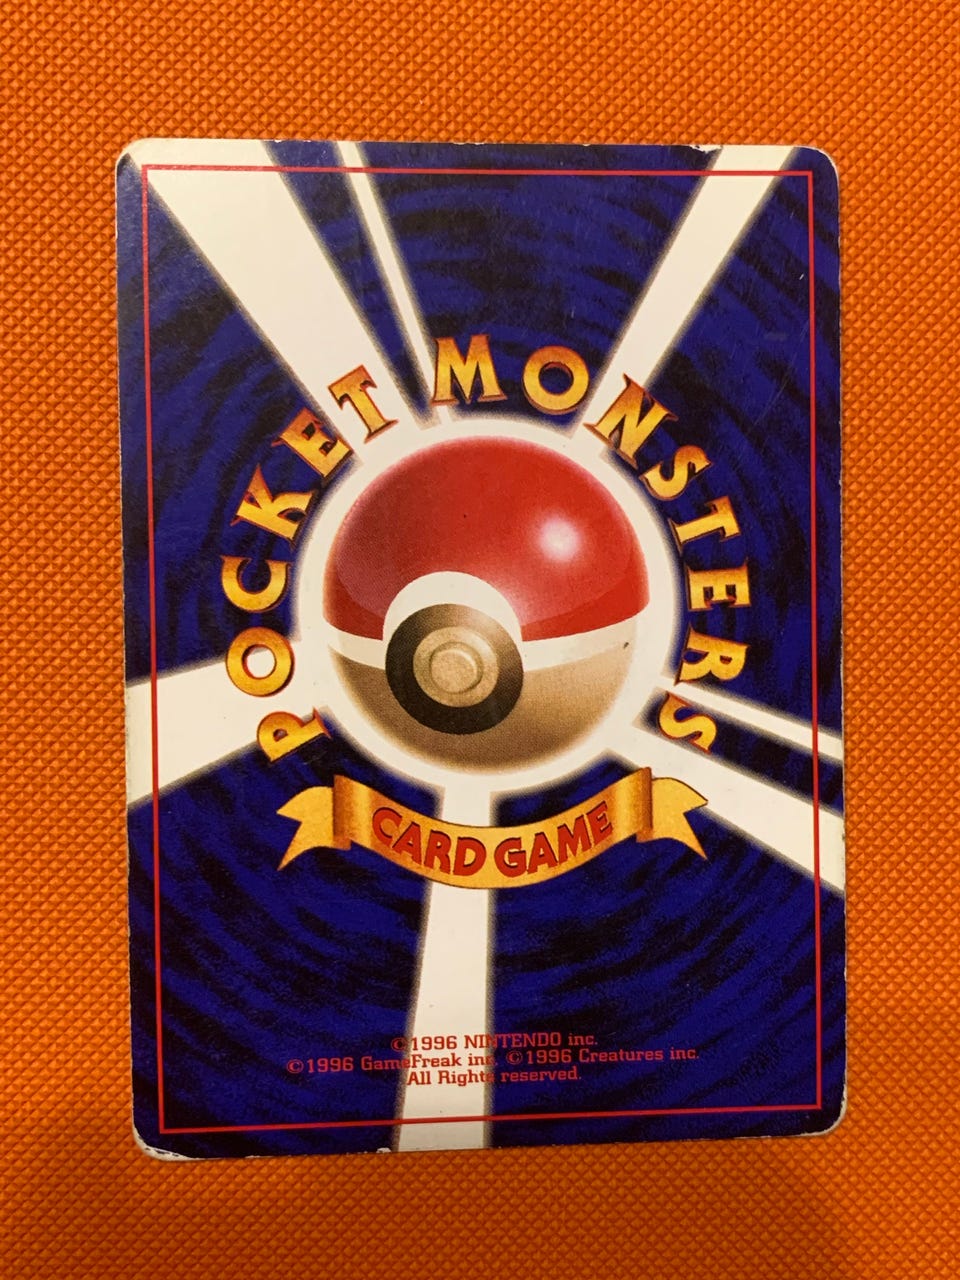 POCKET MONSTERS
CARD GAME
©1996 NINTENDO inc.
©1996 GameFreak inc. ©1996 Creatures inc.
All Rights reserved.